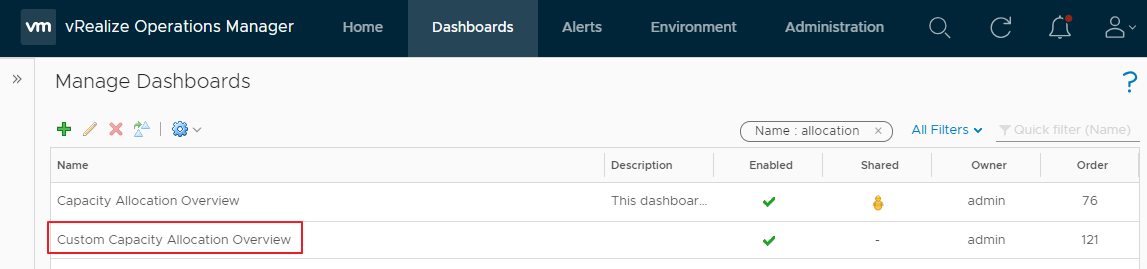 vm vRealize Operations Manager Home Dashboards Alerts Environment Administration
» Manage Dashboards ?
Name : allocation × All Filters Quick filter (Name)
Name Description Enabled Shared Owner Order
Capacity Allocation Overview This dashboar... admin 76
Custom Capacity Allocation Overview - admin 121